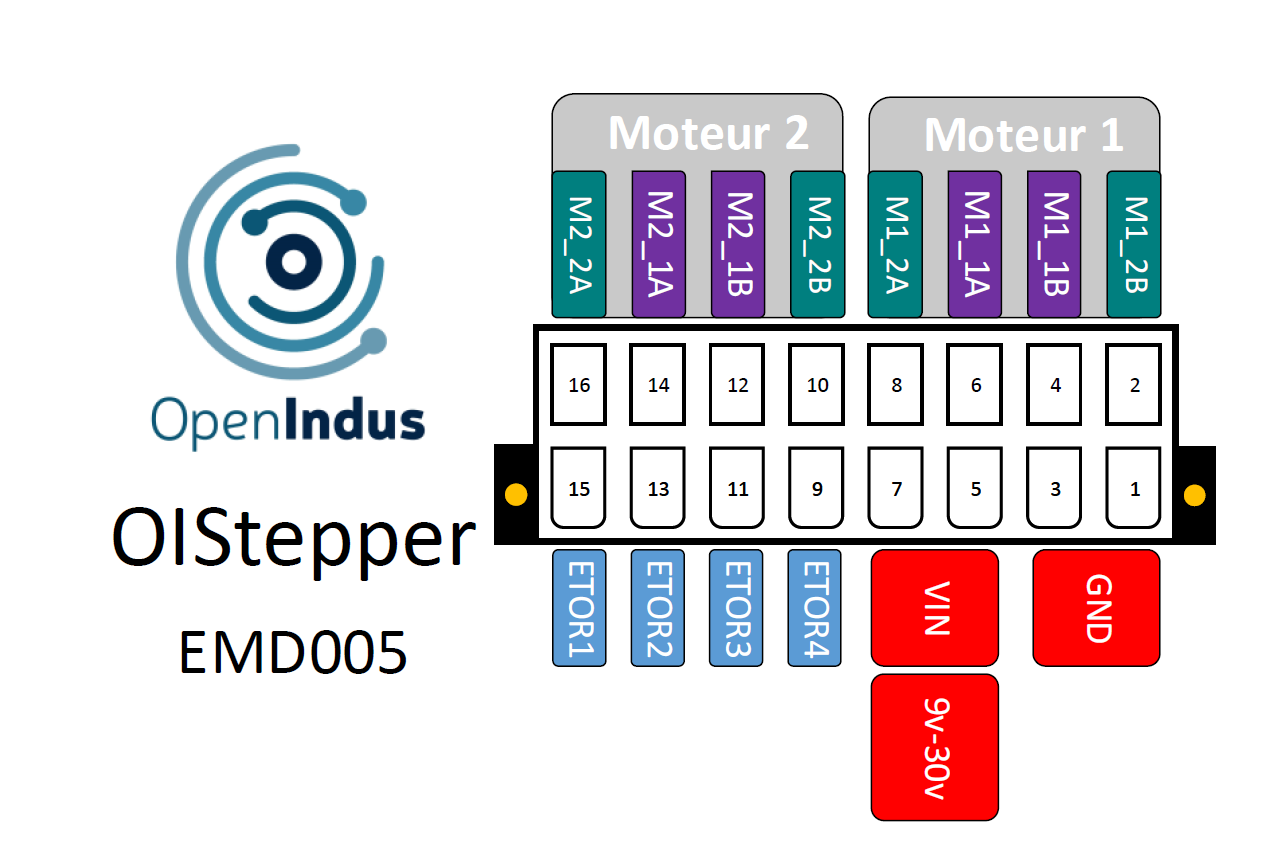 Moteur 2
Moteur 1
M2_2A
M2_1A
M2_1B
M2_2B
M1_2A
M1_1A
M1_1B
M1_2B
16 14 12 10 8 6 4 2
15 13 11 9 7 5 3 1
ETOR1
ETOR2
ETOR3
ETOR4
VIN
GND
9v-30v
OpenIndus
OIStepper
EMD005